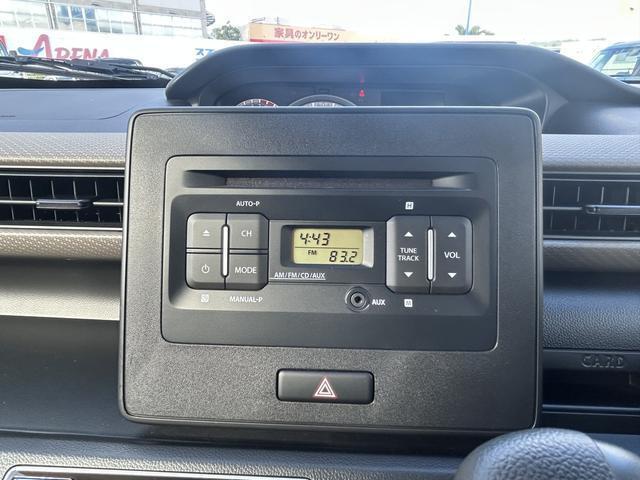 ARENA
家具のオンリーワン
AUTO-P
H
CH
4:43
TUNE
TRACK
VOL
MODE
FM 83.2
AM/FM/CD/AUX
MANUAL-P
AUX
M
CARD